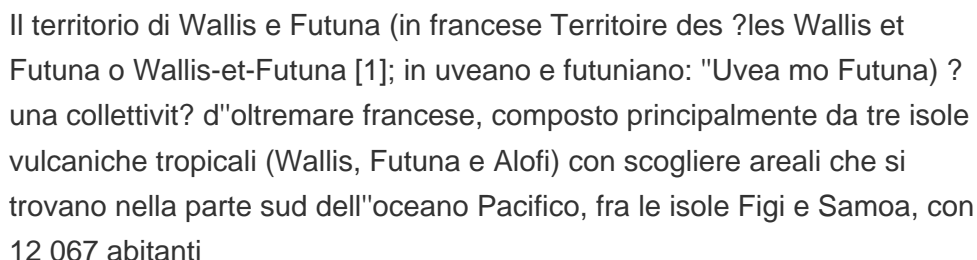 Il territorio di Wallis e Futuna (in francese Territoire des ?les Wallis et
Futuna o Wallis-et-Futuna [1]; in uveano e futuniano: "Uvea mo Futuna) ?
una collettivit? d"oltremare francese, composto principalmente da tre isole
vulcaniche tropicali (Wallis, Futuna e Alofi) con scogliere areali che si
trovano nella parte sud dell"oceano Pacifico, fra le isole Figi e Samoa, con
12 067 abitanti